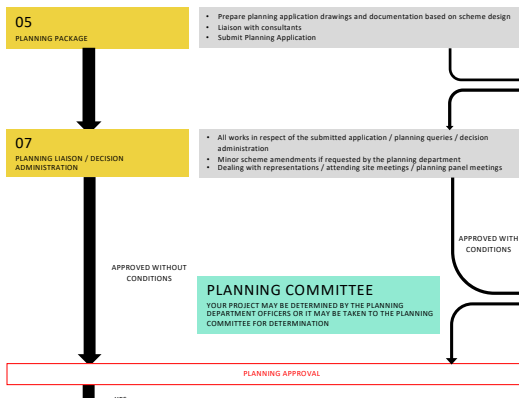 05
PLANNING PACKAGE
• Prepare planning application drawings and documentation based on scheme design
• Liaison with consultants
• Submit Planning Application
07
PLANNING LIAISON / DECISION
ADMINISTRATION
• All works in respect of the submitted application / planning queries / decision
administration
• Minor scheme amendments if requested by the planning department
• Dealing with representations / attending site meetings / planning panel meetings
APPROVED WITHOUT
CONDITIONS
APPROVED WITH
CONDITIONS
PLANNING COMMITTEE
YOUR PROJECT MAY BE DETERMINED BY THE PLANNING
DEPARTMENT OFFICERS OR IT MAY BE TAKEN TO THE PLANNING
COMMITTEE FOR DETERMINATION
PLANNING APPROVAL